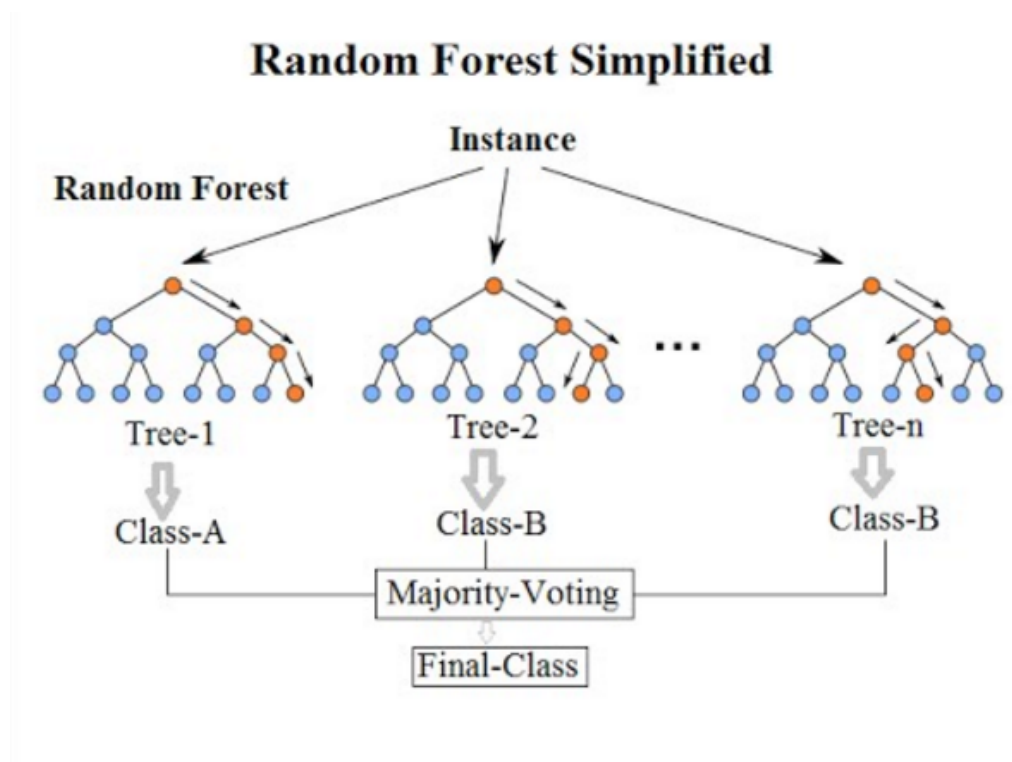 Random Forest Simplified
Instance
Random Forest
...
Tree-1
Tree-2
Tree-n
Class-A
Class-B
Class-B
Majority-Voting
Final-Class